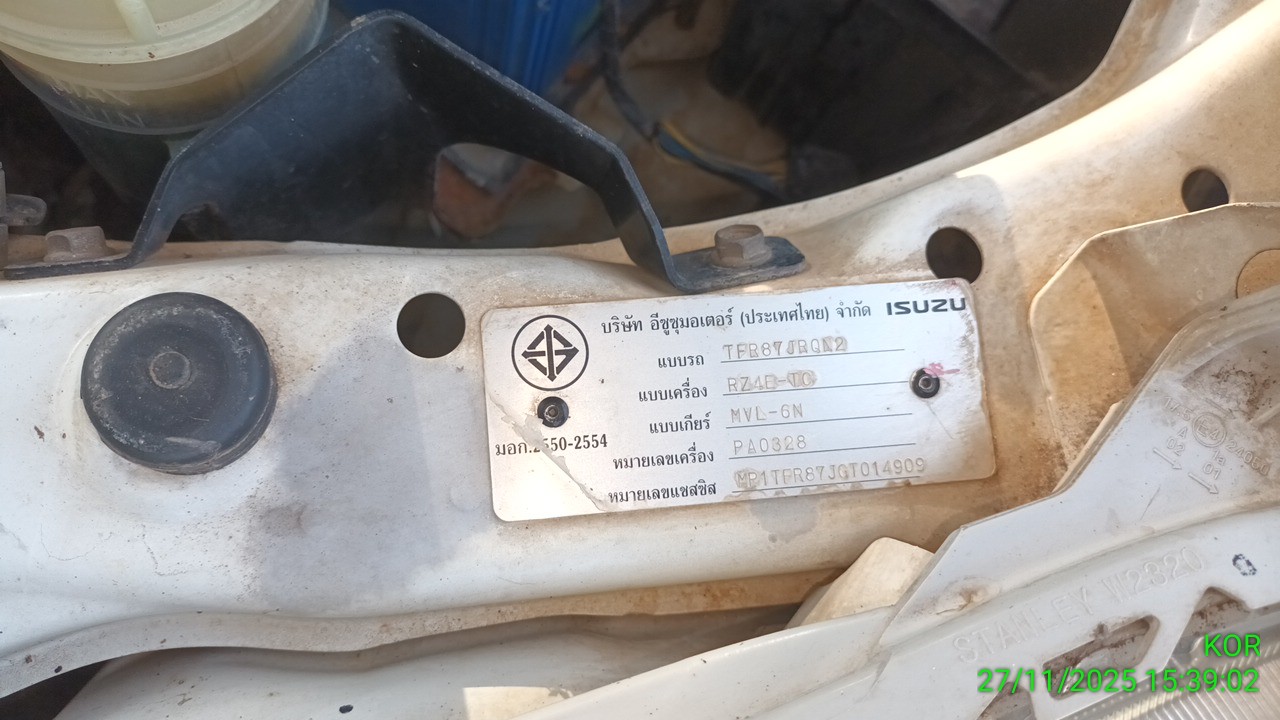 บริษัท อีซูซุมอเตอร์ (ประเทศไทย) จำกัด ISUZU
แบบรถ TFR87JRQN2
แบบเครื่อง RZ4E-TC
แบบเกียร์ MVL-6N
มอก.2550-2554
หมายเลขเครื่อง PA0328
หมายเลขแชสซิส MP1TFR87JGT014909
STANLEY W2320
KOR
27/11/2025 15:39:02